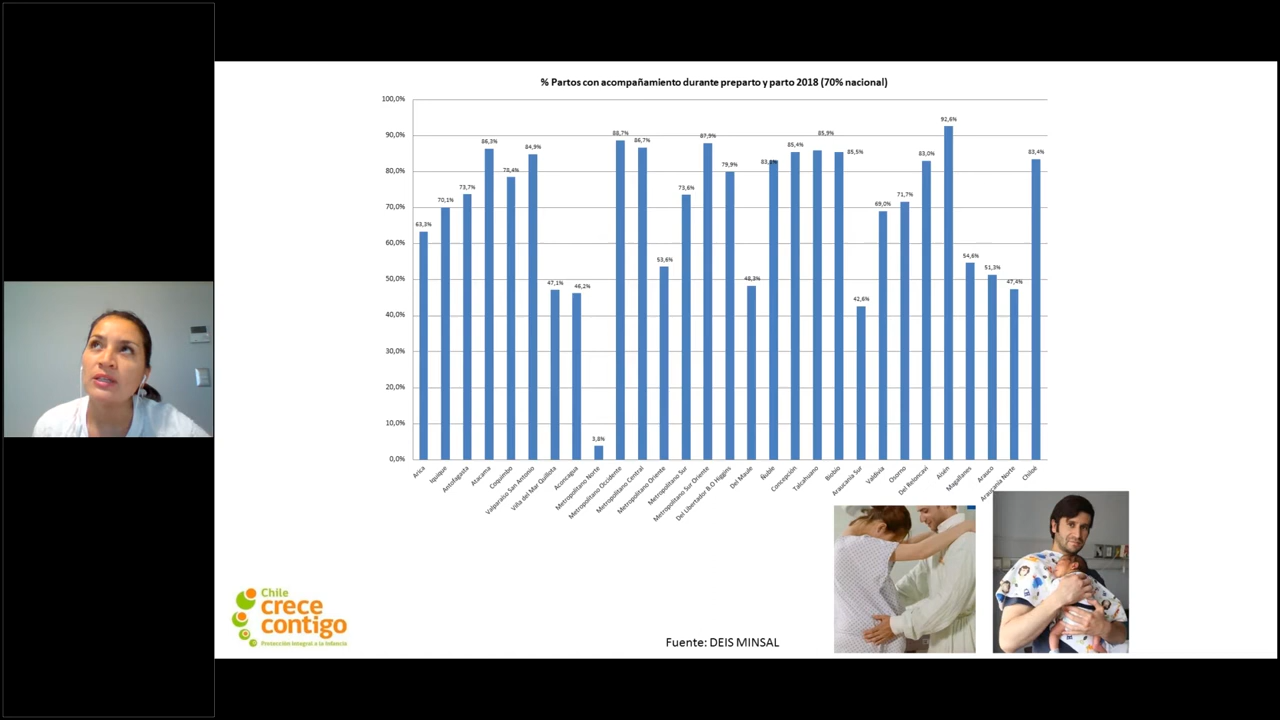 % Partos con acompañamiento durante preparto y parto 2018 (70% nacional)
100,0%
90,0%
80,0%
70,0%
60,0%
50,0%
40,0%
30,0%
20,0%
10,0%
0,0%
63,3%
70,1%
73,7%
86,3%
78,4%
84,9%
47,1%
46,2%
3,8%
88,7%
86,7%
53,6%
73,6%
87,9%
79,9%
48,3%
85,4%
85,9%
85,5%
42,6%
69,0%
71,7%
83,0%
92,6%
54,6%
51,3%
47,4%
83,4%
Arica
Iquique
Antofagasta
Atacama
Coquimbo
Valparaíso San Antonio
Viña del Mar Quillota
Aconcagua
Metropolitano Norte
Metropolitano Occidente
Metropolitano Central
Metropolitano Oriente
Metropolitano Sur
Metropolitano Sur Oriente
Del Libertador B.O Higgins
Del Maule
Ñuble
Concepción
Talcahuano
Biobío
Araucanía Sur
Valdivia
Osorno
Del Reloncaví
Aisén
Magallanes
Arauco
Araucanía Norte
Chiloé
Chile
crece
contigo
Protección Integral a la Infancia
Fuente: DEIS MINSAL